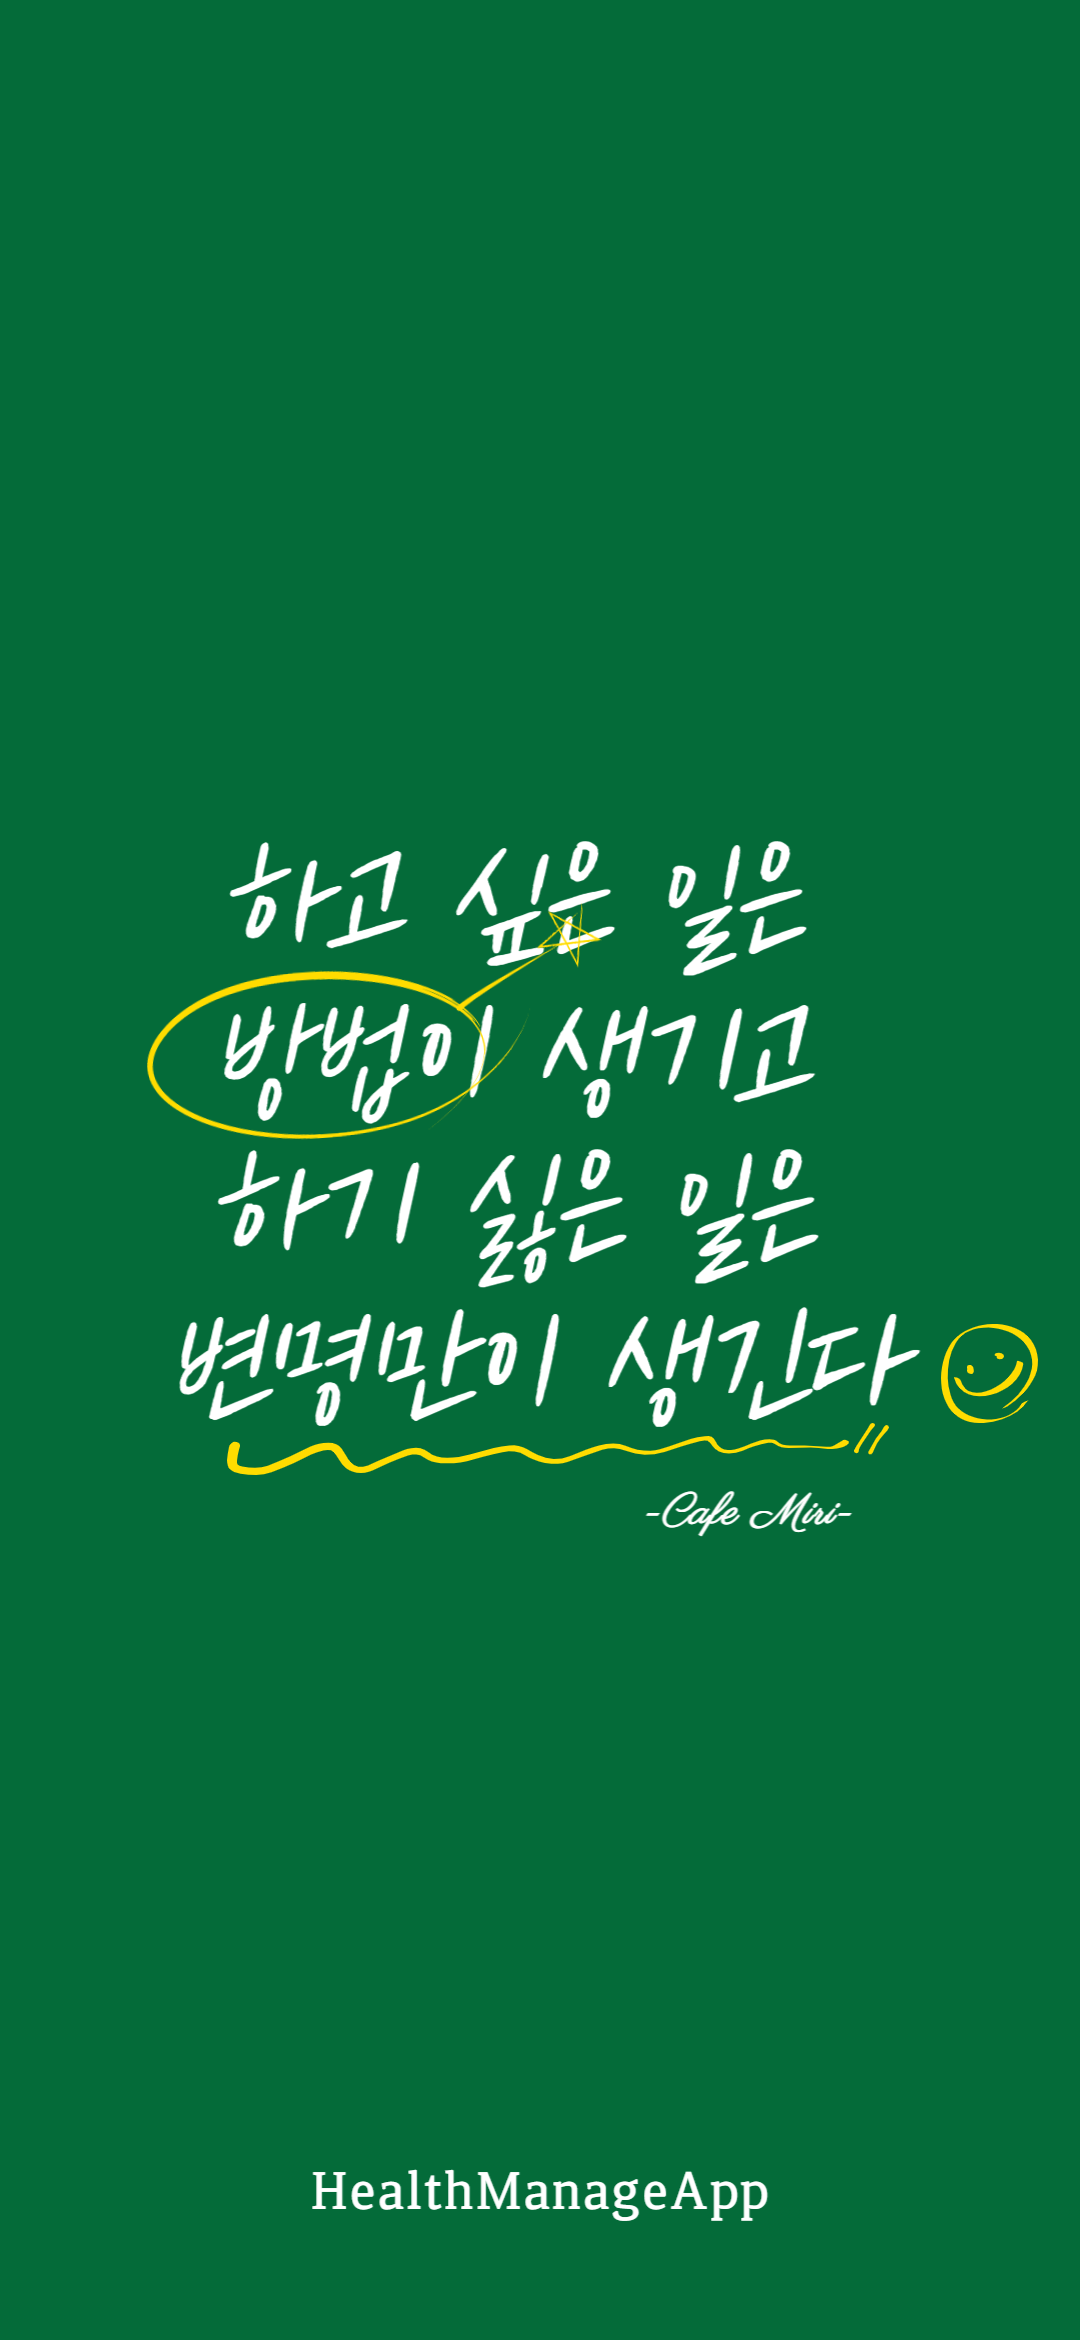 하고 싶은 일은
방법이 생기고
하기 싫은 일은
변명만이 생긴다
-Cafe Miri-
HealthManageApp